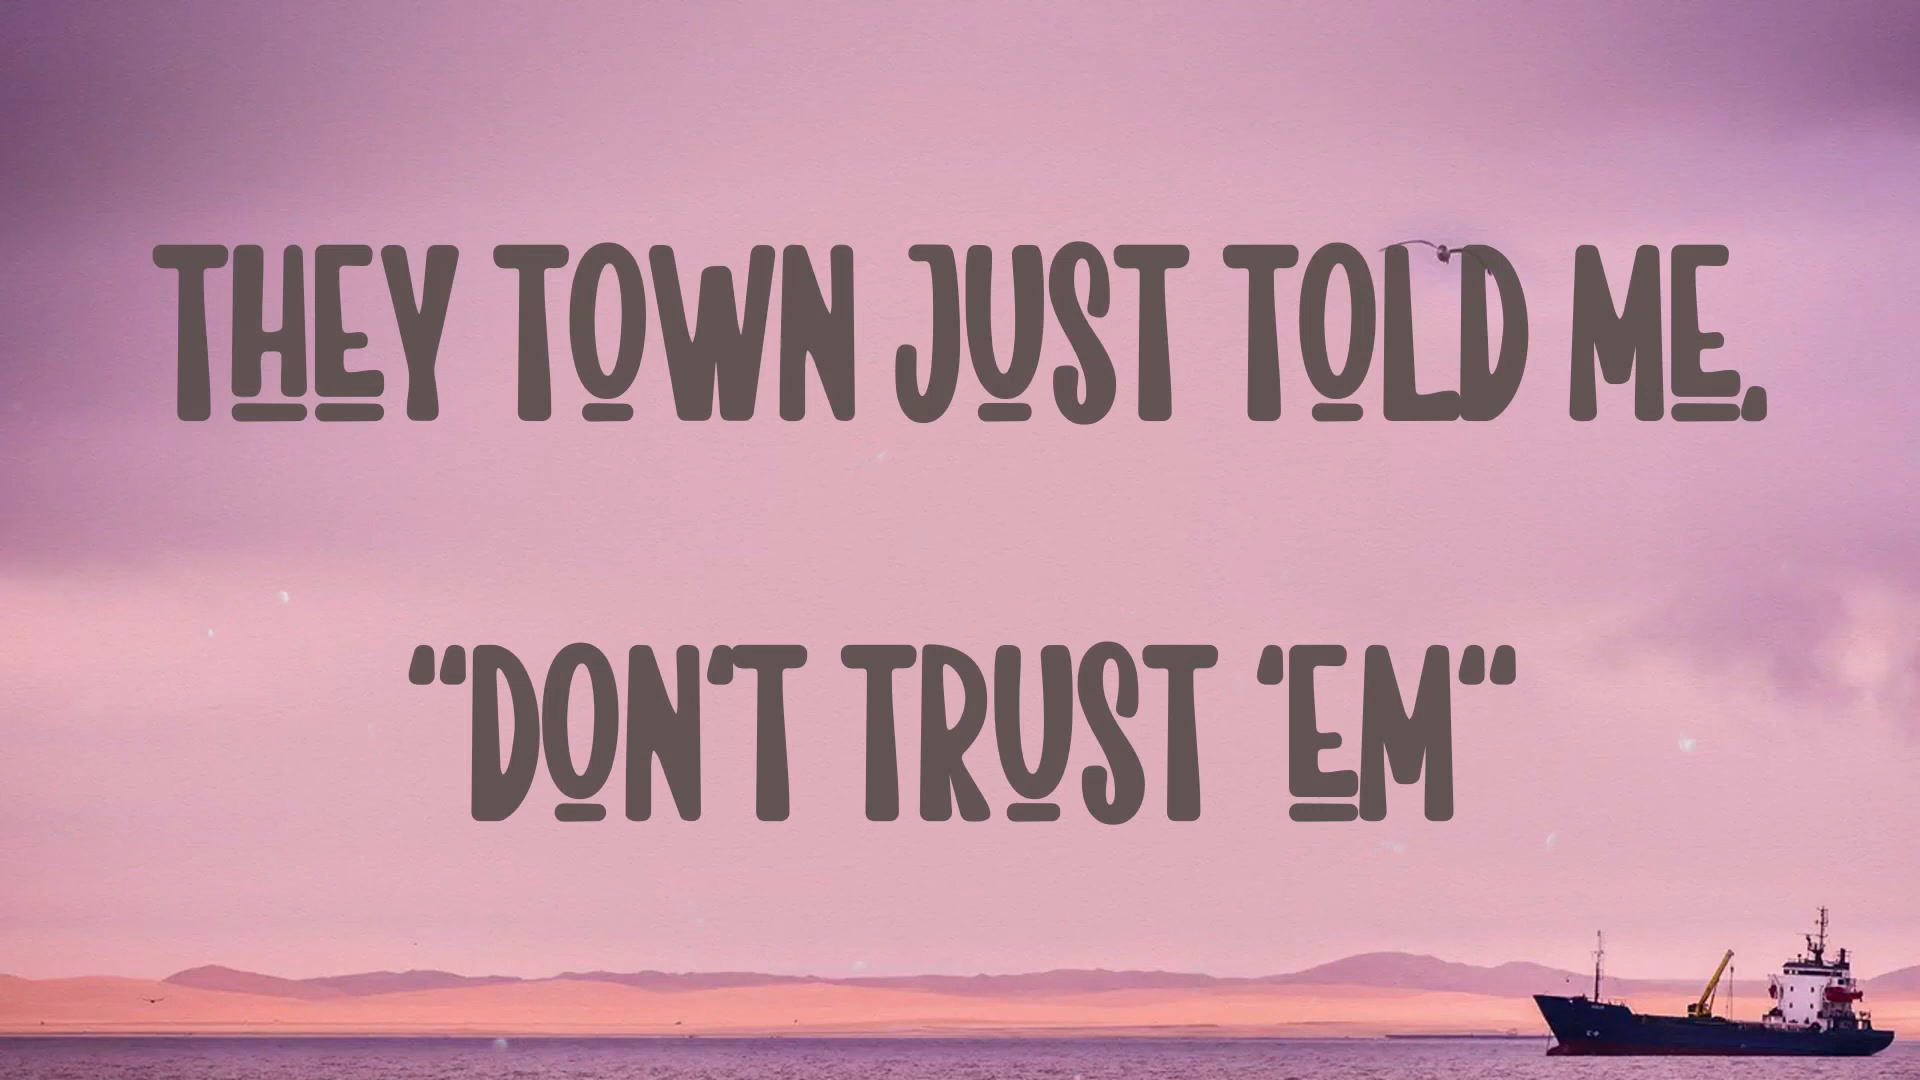 THEY TOWN JUST TOLD ME,
“DON‘T TRUST ‘EM“